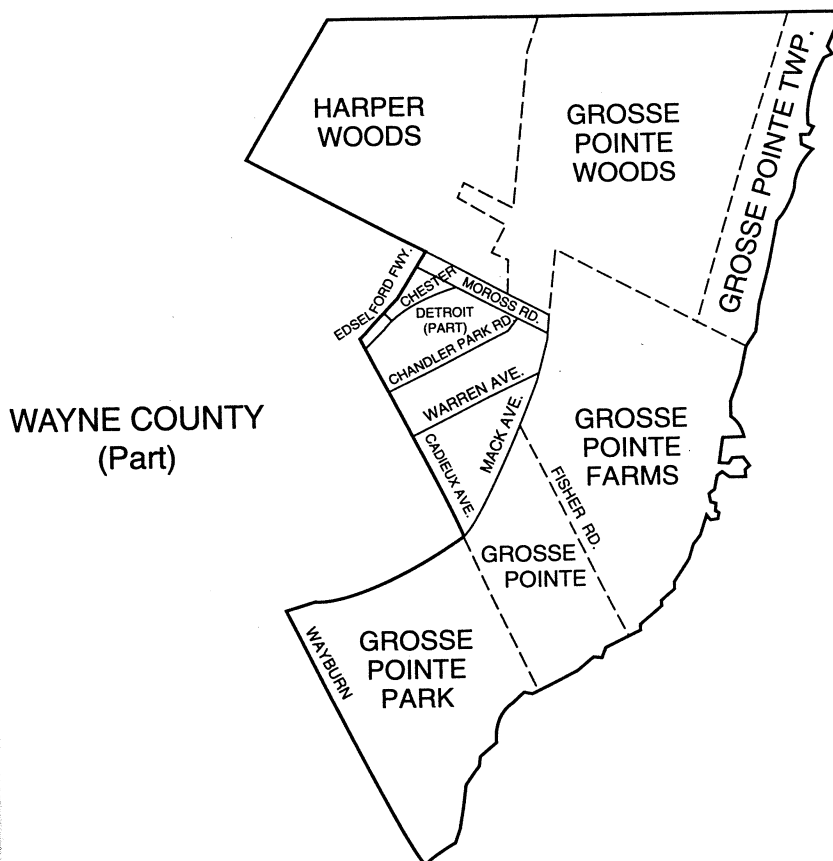 HARPER
WOODS
GROSSE
POINTE
WOODS
GROSSE POINTE TWP.
EDSEL FORD FWY.
CHESTER
MOROSS RD.
DETROIT
(PART)
CHANDLER PARK RD.
WARREN AVE.
MACK AVE.
CADIEUX AVE.
WAYNE COUNTY
(Part)
GROSSE
POINTE
FARMS
FISHER RD.
GROSSE
POINTE
WAYBURN
GROSSE
POINTE
PARK